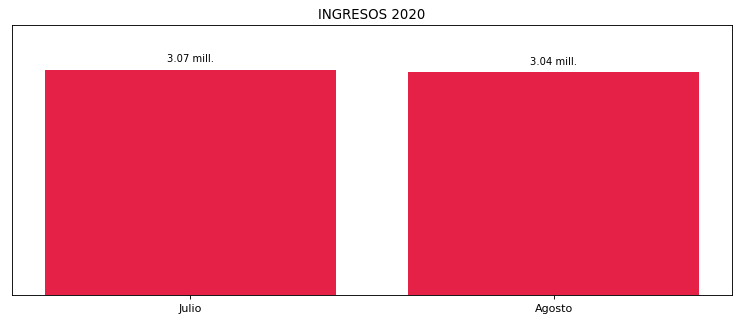 INGRESOS 2020
3.07 mill.
3.04 mill.
Julio
Agosto